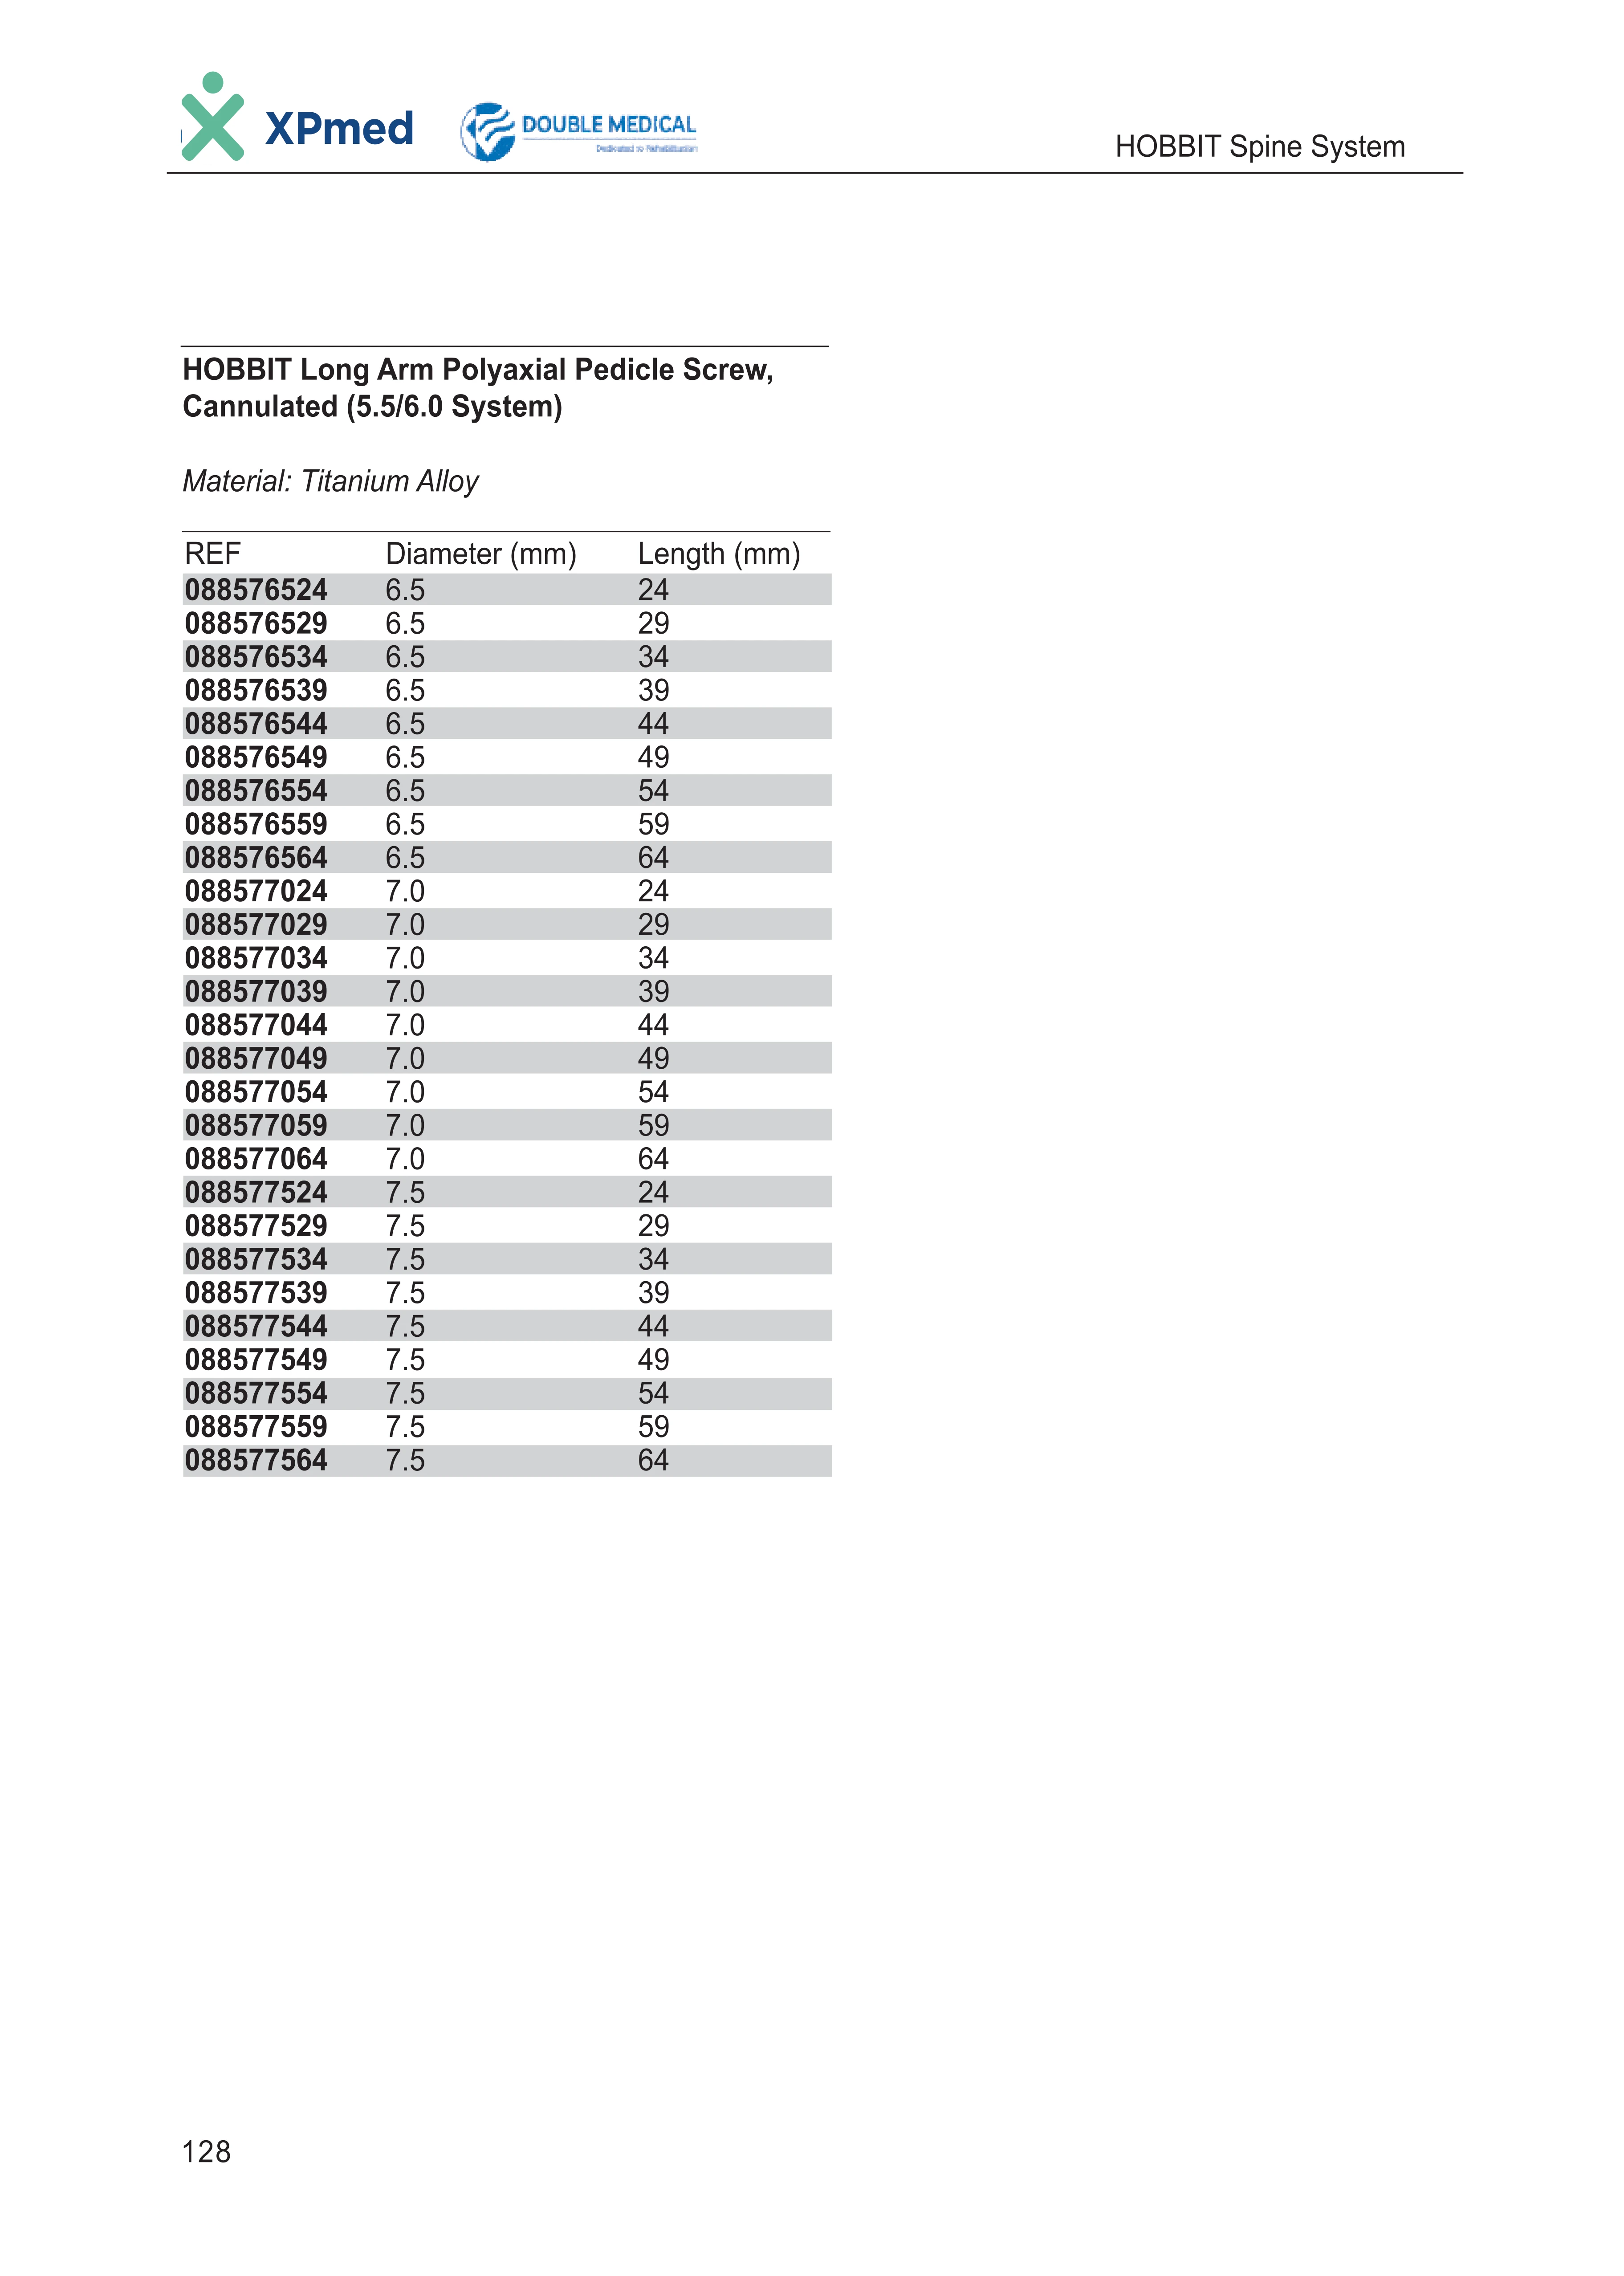 XPmed
DOUBLE MEDICAL
Dedicated to Rehabilitation
HOBBIT Spine System
HOBBIT Long Arm Polyaxial Pedicle Screw,
Cannulated (5.5/6.0 System)
Material: Titanium Alloy
REF Diameter (mm) Length (mm)
088576524 6.5 24
088576529 6.5 29
088576534 6.5 34
088576539 6.5 39
088576544 6.5 44
088576549 6.5 49
088576554 6.5 54
088576559 6.5 59
088576564 6.5 64
088577024 7.0 24
088577029 7.0 29
088577034 7.0 34
088577039 7.0 39
088577044 7.0 44
088577049 7.0 49
088577054 7.0 54
088577059 7.0 59
088577064 7.0 64
088577524 7.5 24
088577529 7.5 29
088577534 7.5 34
088577539 7.5 39
088577544 7.5 44
088577549 7.5 49
088577554 7.5 54
088577559 7.5 59
088577564 7.5 64
128